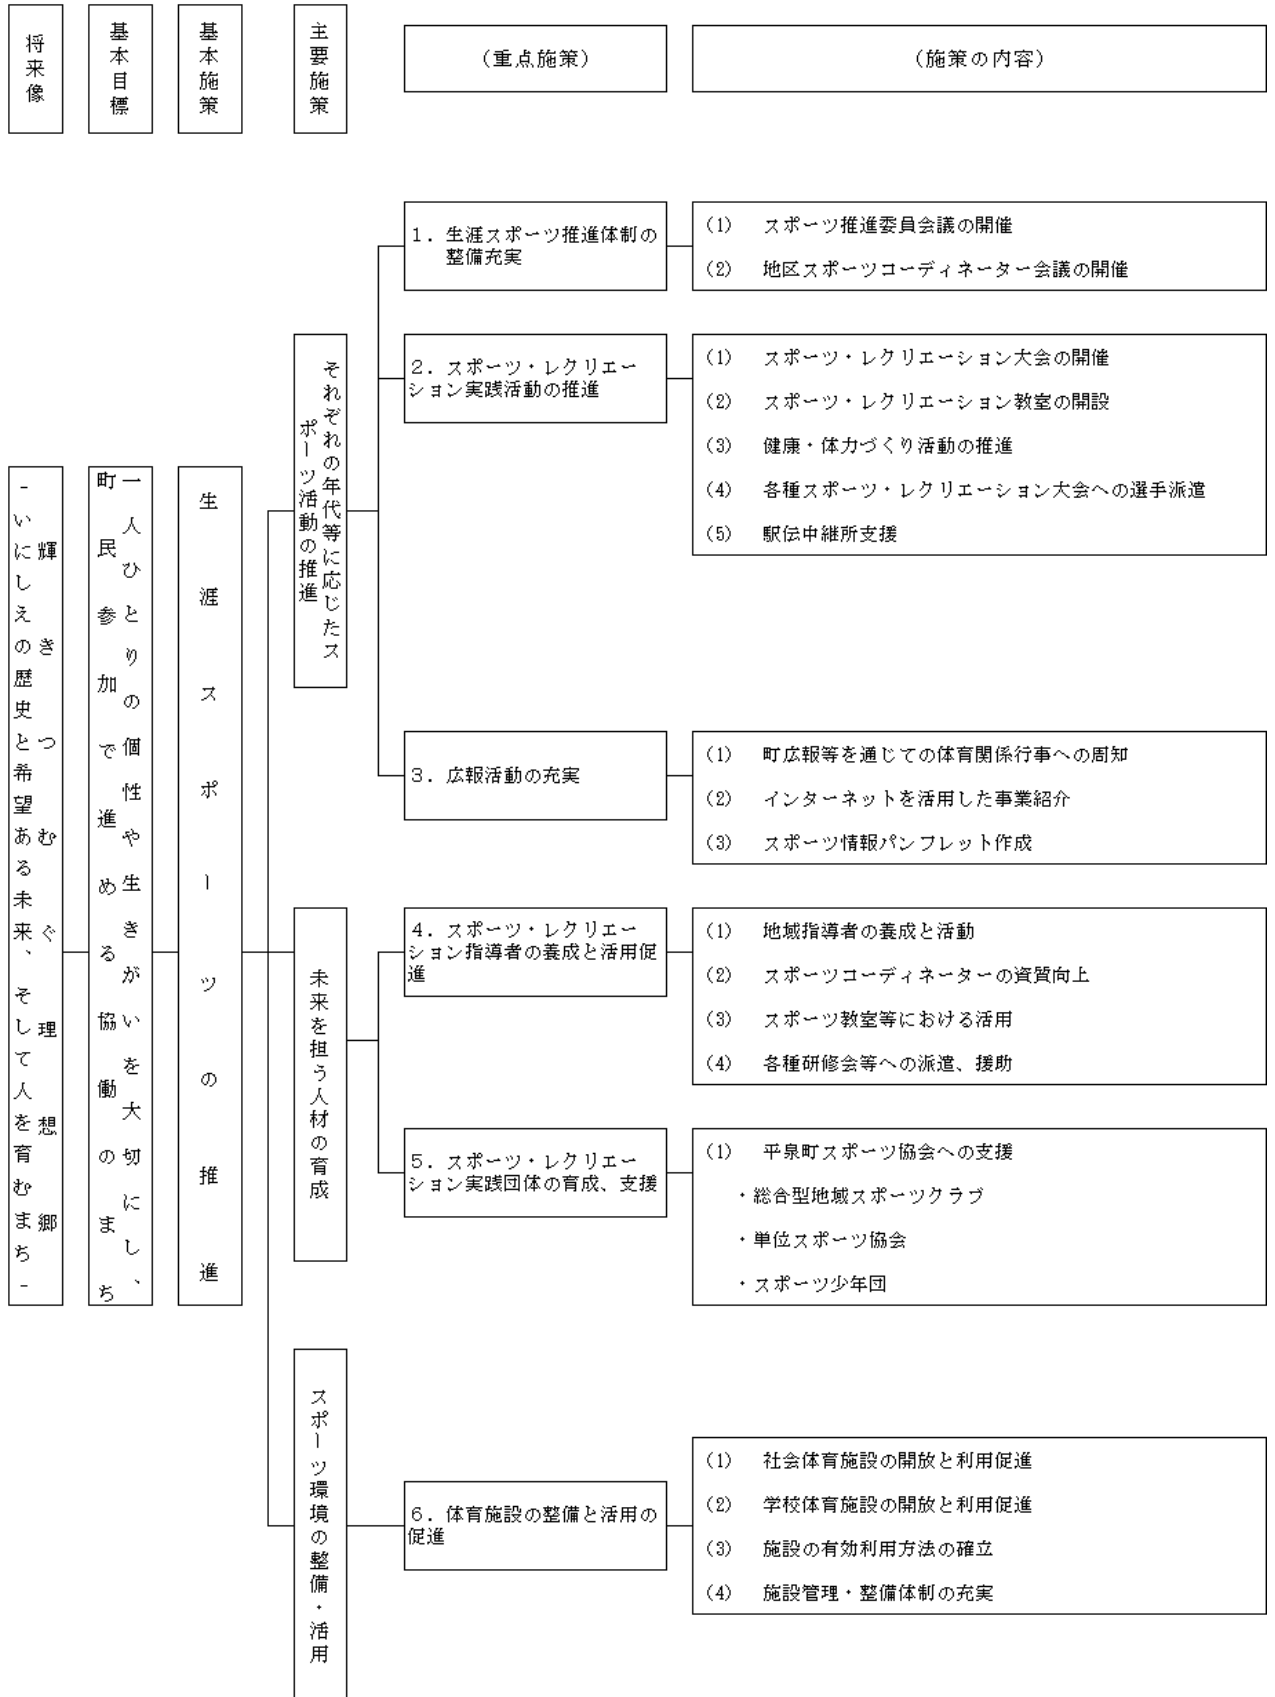 将来像
基本目標
基本施策
主要施策
（重点施策）
（施策の内容）
輝きつむぐ理想郷
-いにしえの歴史と希望ある未来、そして人を育むまち-
一人ひとりの個性や生きがいを大切にし、
町民参加で進める協働のまち
生涯スポーツの推進
それぞれの年代等に応じたス
ポーツ活動の推進
１．生涯スポーツ推進体制の
整備充実
(1)　スポーツ推進委員会議の開催
(2)　地区スポーツコーディネーター会議の開催
２．スポーツ・レクリエー
ション実践活動の推進
(1)　スポーツ・レクリエーション大会の開催
(2)　スポーツ・レクリエーション教室の開設
(3)　健康・体力づくり活動の推進
(4)　各種スポーツ・レクリエーション大会への選手派遣
(5)　駅伝中継所支援
３．広報活動の充実
(1)　町広報等を通じての体育関係行事への周知
(2)　インターネットを活用した事業紹介
(3)　スポーツ情報パンフレット作成
未来を担う人材の育成
４．スポーツ・レクリエー
ション指導者の養成と活用促
進
(1)　地域指導者の養成と活動
(2)　スポーツコーディネーターの資質向上
(3)　スポーツ教室等における活用
(4)　各種研修会等への派遣、援助
５．スポーツ・レクリエー
ション実践団体の育成、支援
(1)　平泉町スポーツ協会への支援
・総合型地域スポーツクラブ
・単位スポーツ協会
・スポーツ少年団
スポーツ環境の整備・活用
６．体育施設の整備と活用の
促進
(1)　社会体育施設の開放と利用促進
(2)　学校体育施設の開放と利用促進
(3)　施設の有効利用方法の確立
(4)　施設管理・整備体制の充実